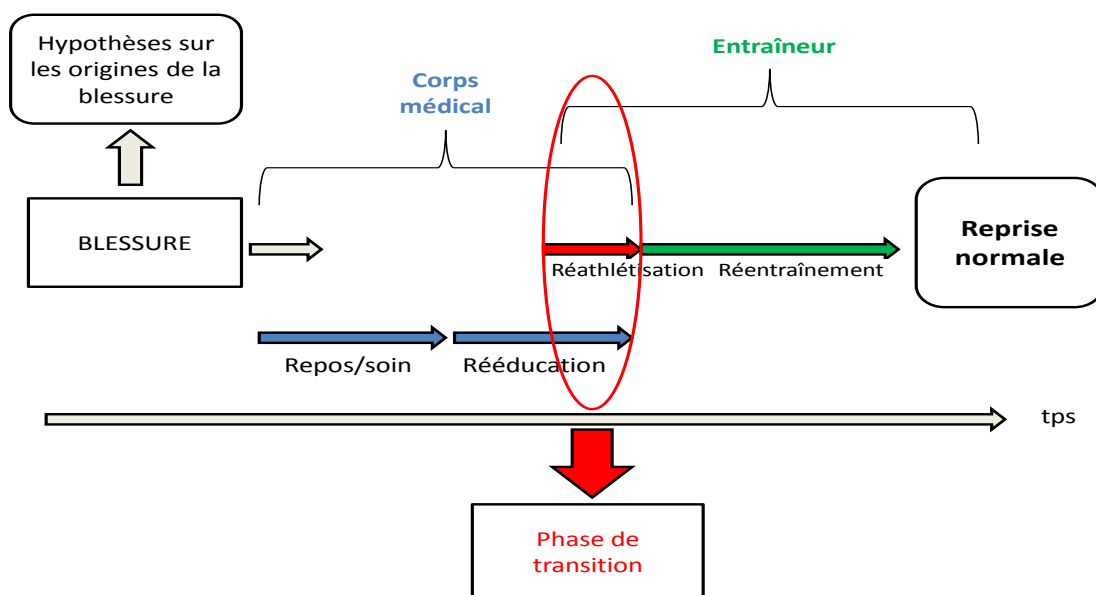 Hypothèses sur
les origines de la
blessure
Entraîneur
Corps
médical
BLESSURE
Reprise
normale
Réathlétisation
Réentraînement
Repos/soin
Rééducation
tps
Phase de
transition